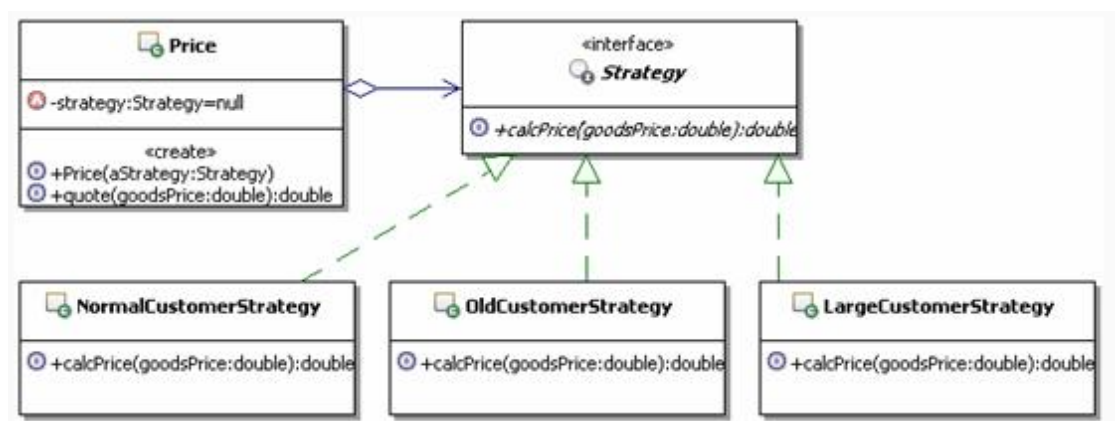 Price
-strategy:Strategy=null
«create»
+Price(aStrategy:Strategy)
+quote(goodsPrice:double):double
«interface»
Strategy
+calcPrice(goodsPrice:double):double
NormalCustomerStrategy
+calcPrice(goodsPrice:double):double
OldCustomerStrategy
+calcPrice(goodsPrice:double):double
LargeCustomerStrategy
+calcPrice(goodsPrice:double):double